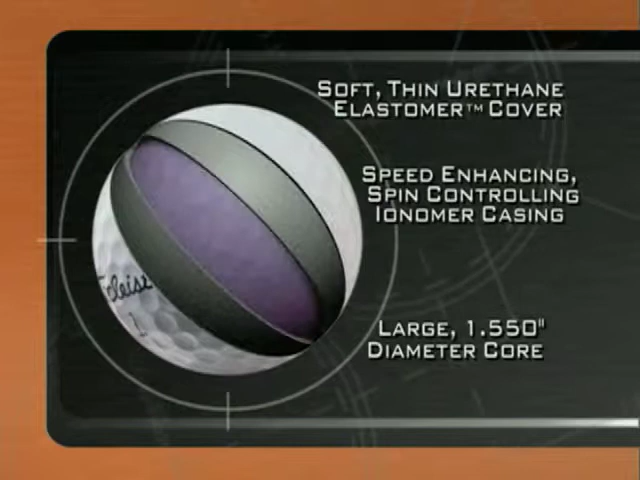 SOFT, THIN URETHANE
ELASTOMER™ COVER
SPEED ENHANCING,
SPIN CONTROLLING
IONOMER CASING
LARGE, 1.550"
DIAMETER CORE